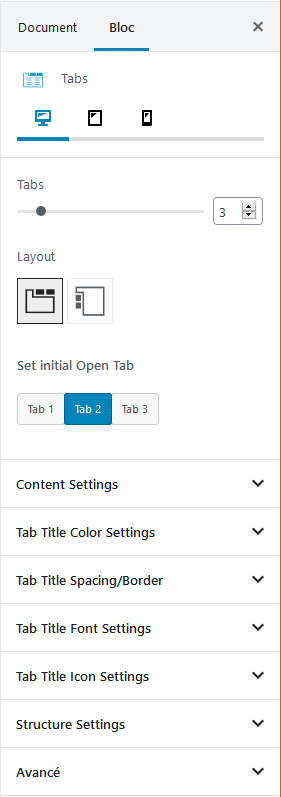 Document Bloc
Tabs
Tabs
3
Layout
Set initial Open Tab
Tab 1 Tab 2 Tab 3
Content Settings
Tab Title Color Settings
Tab Title Spacing/Border
Tab Title Font Settings
Tab Title Icon Settings
Structure Settings
Avancé